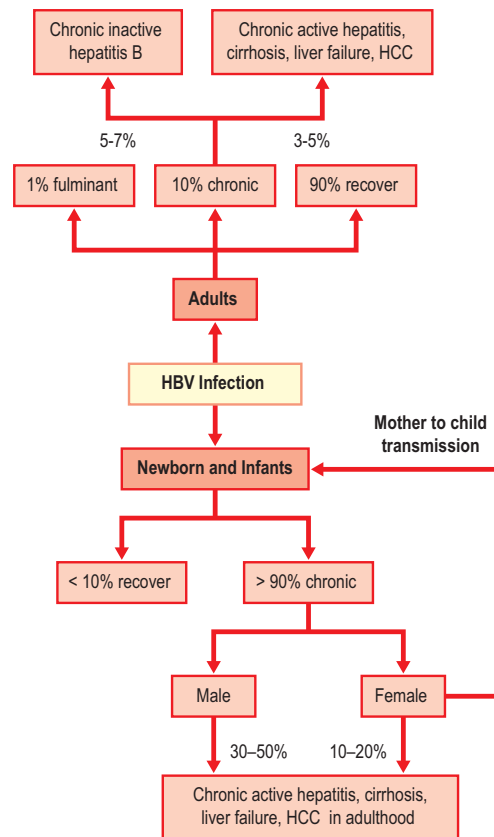 Chronic inactive
hepatitis B
Chronic active hepatitis,
cirrhosis, liver failure, HCC
5-7%
3-5%
1% fulminant
10% chronic
90% recover
Adults
HBV Infection
Mother to child
transmission
Newborn and Infants
< 10% recover
> 90% chronic
Male
Female
30–50%
10–20%
Chronic active hepatitis, cirrhosis,
liver failure, HCC in adulthood